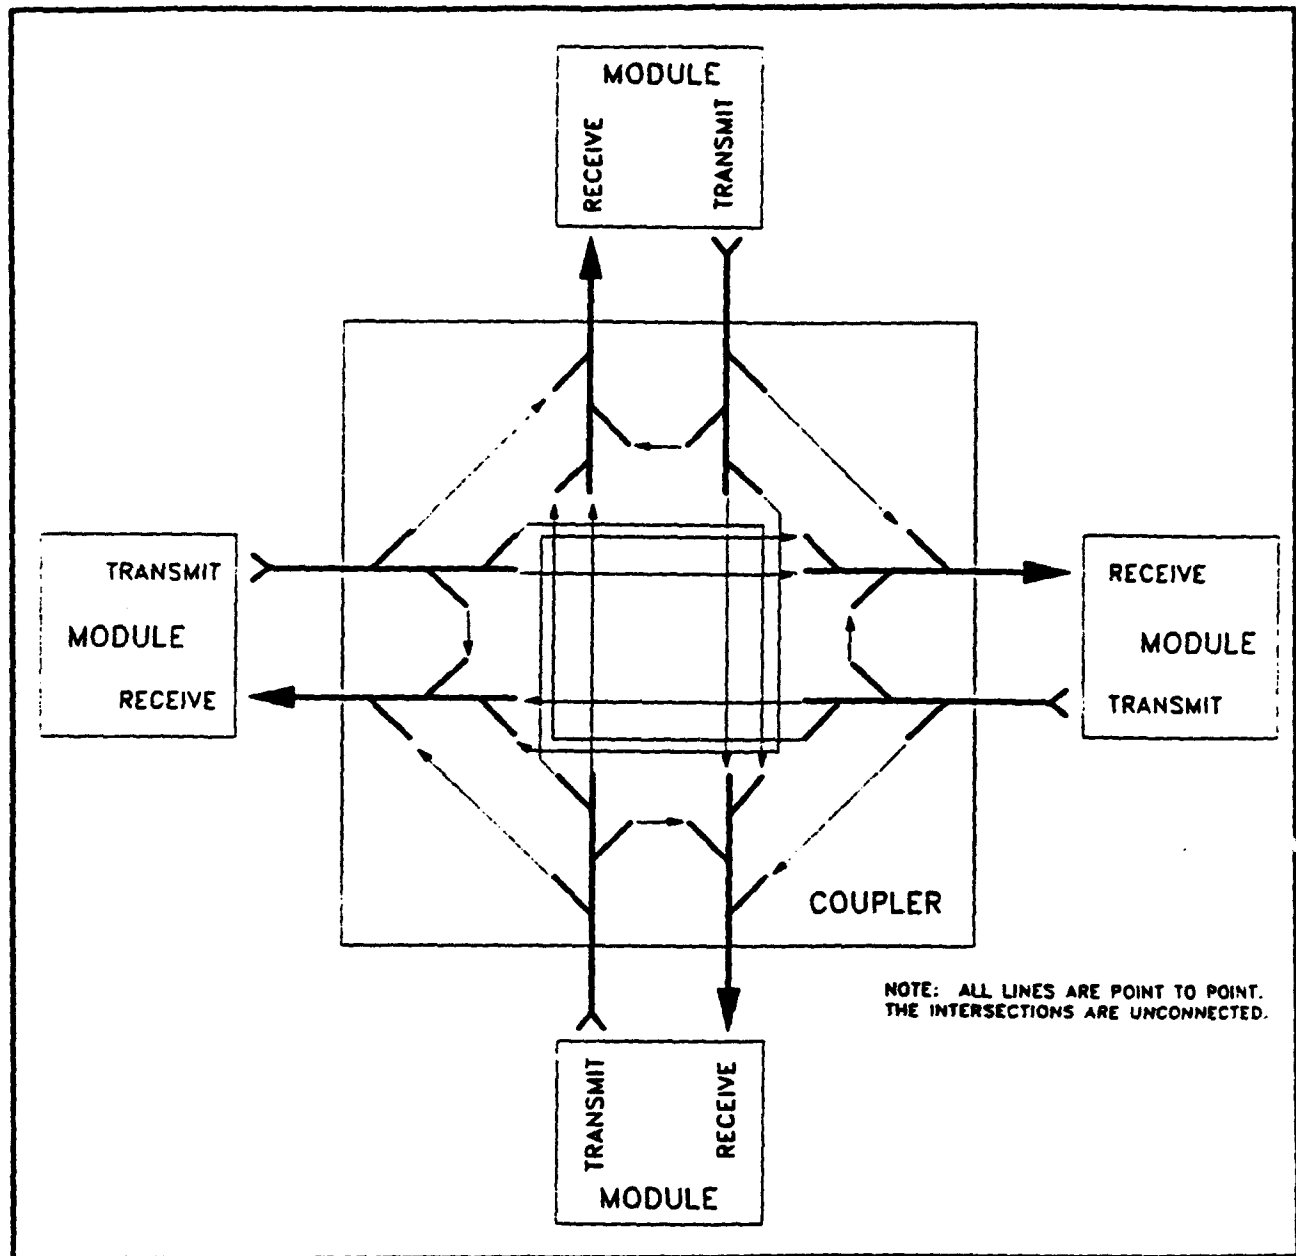 MODULE
RECEIVE
TRANSMIT
TRANSMIT
MODULE
RECEIVE
RECEIVE
MODULE
TRANSMIT
COUPLER
NOTE: ALL LINES ARE POINT TO POINT.
THE INTERSECTIONS ARE UNCONNECTED.
TRANSMIT
RECEIVE
MODULE